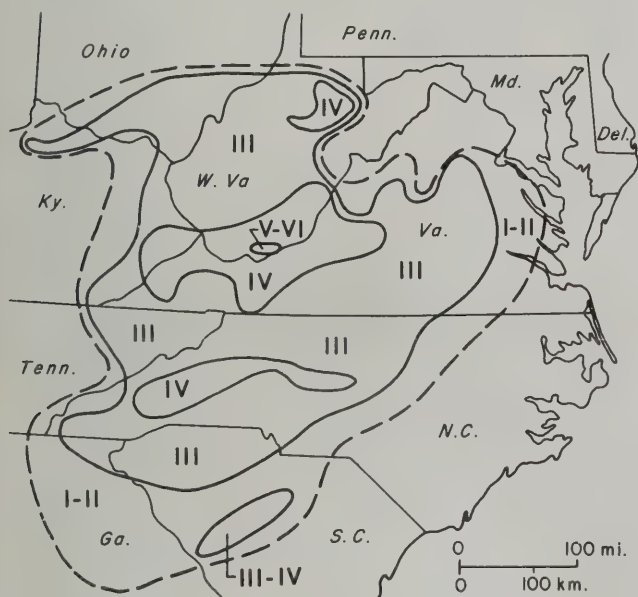 Penn.
Ohio
Md.
IV
Del.
III
W. Va
Ky.
V-VI
Va.
I-II
IV
III
III
III
Tenn.
IV
N.C.
III
I-II
Ga.
S.C.
III-IV
0 100 mi.
0 100 km.